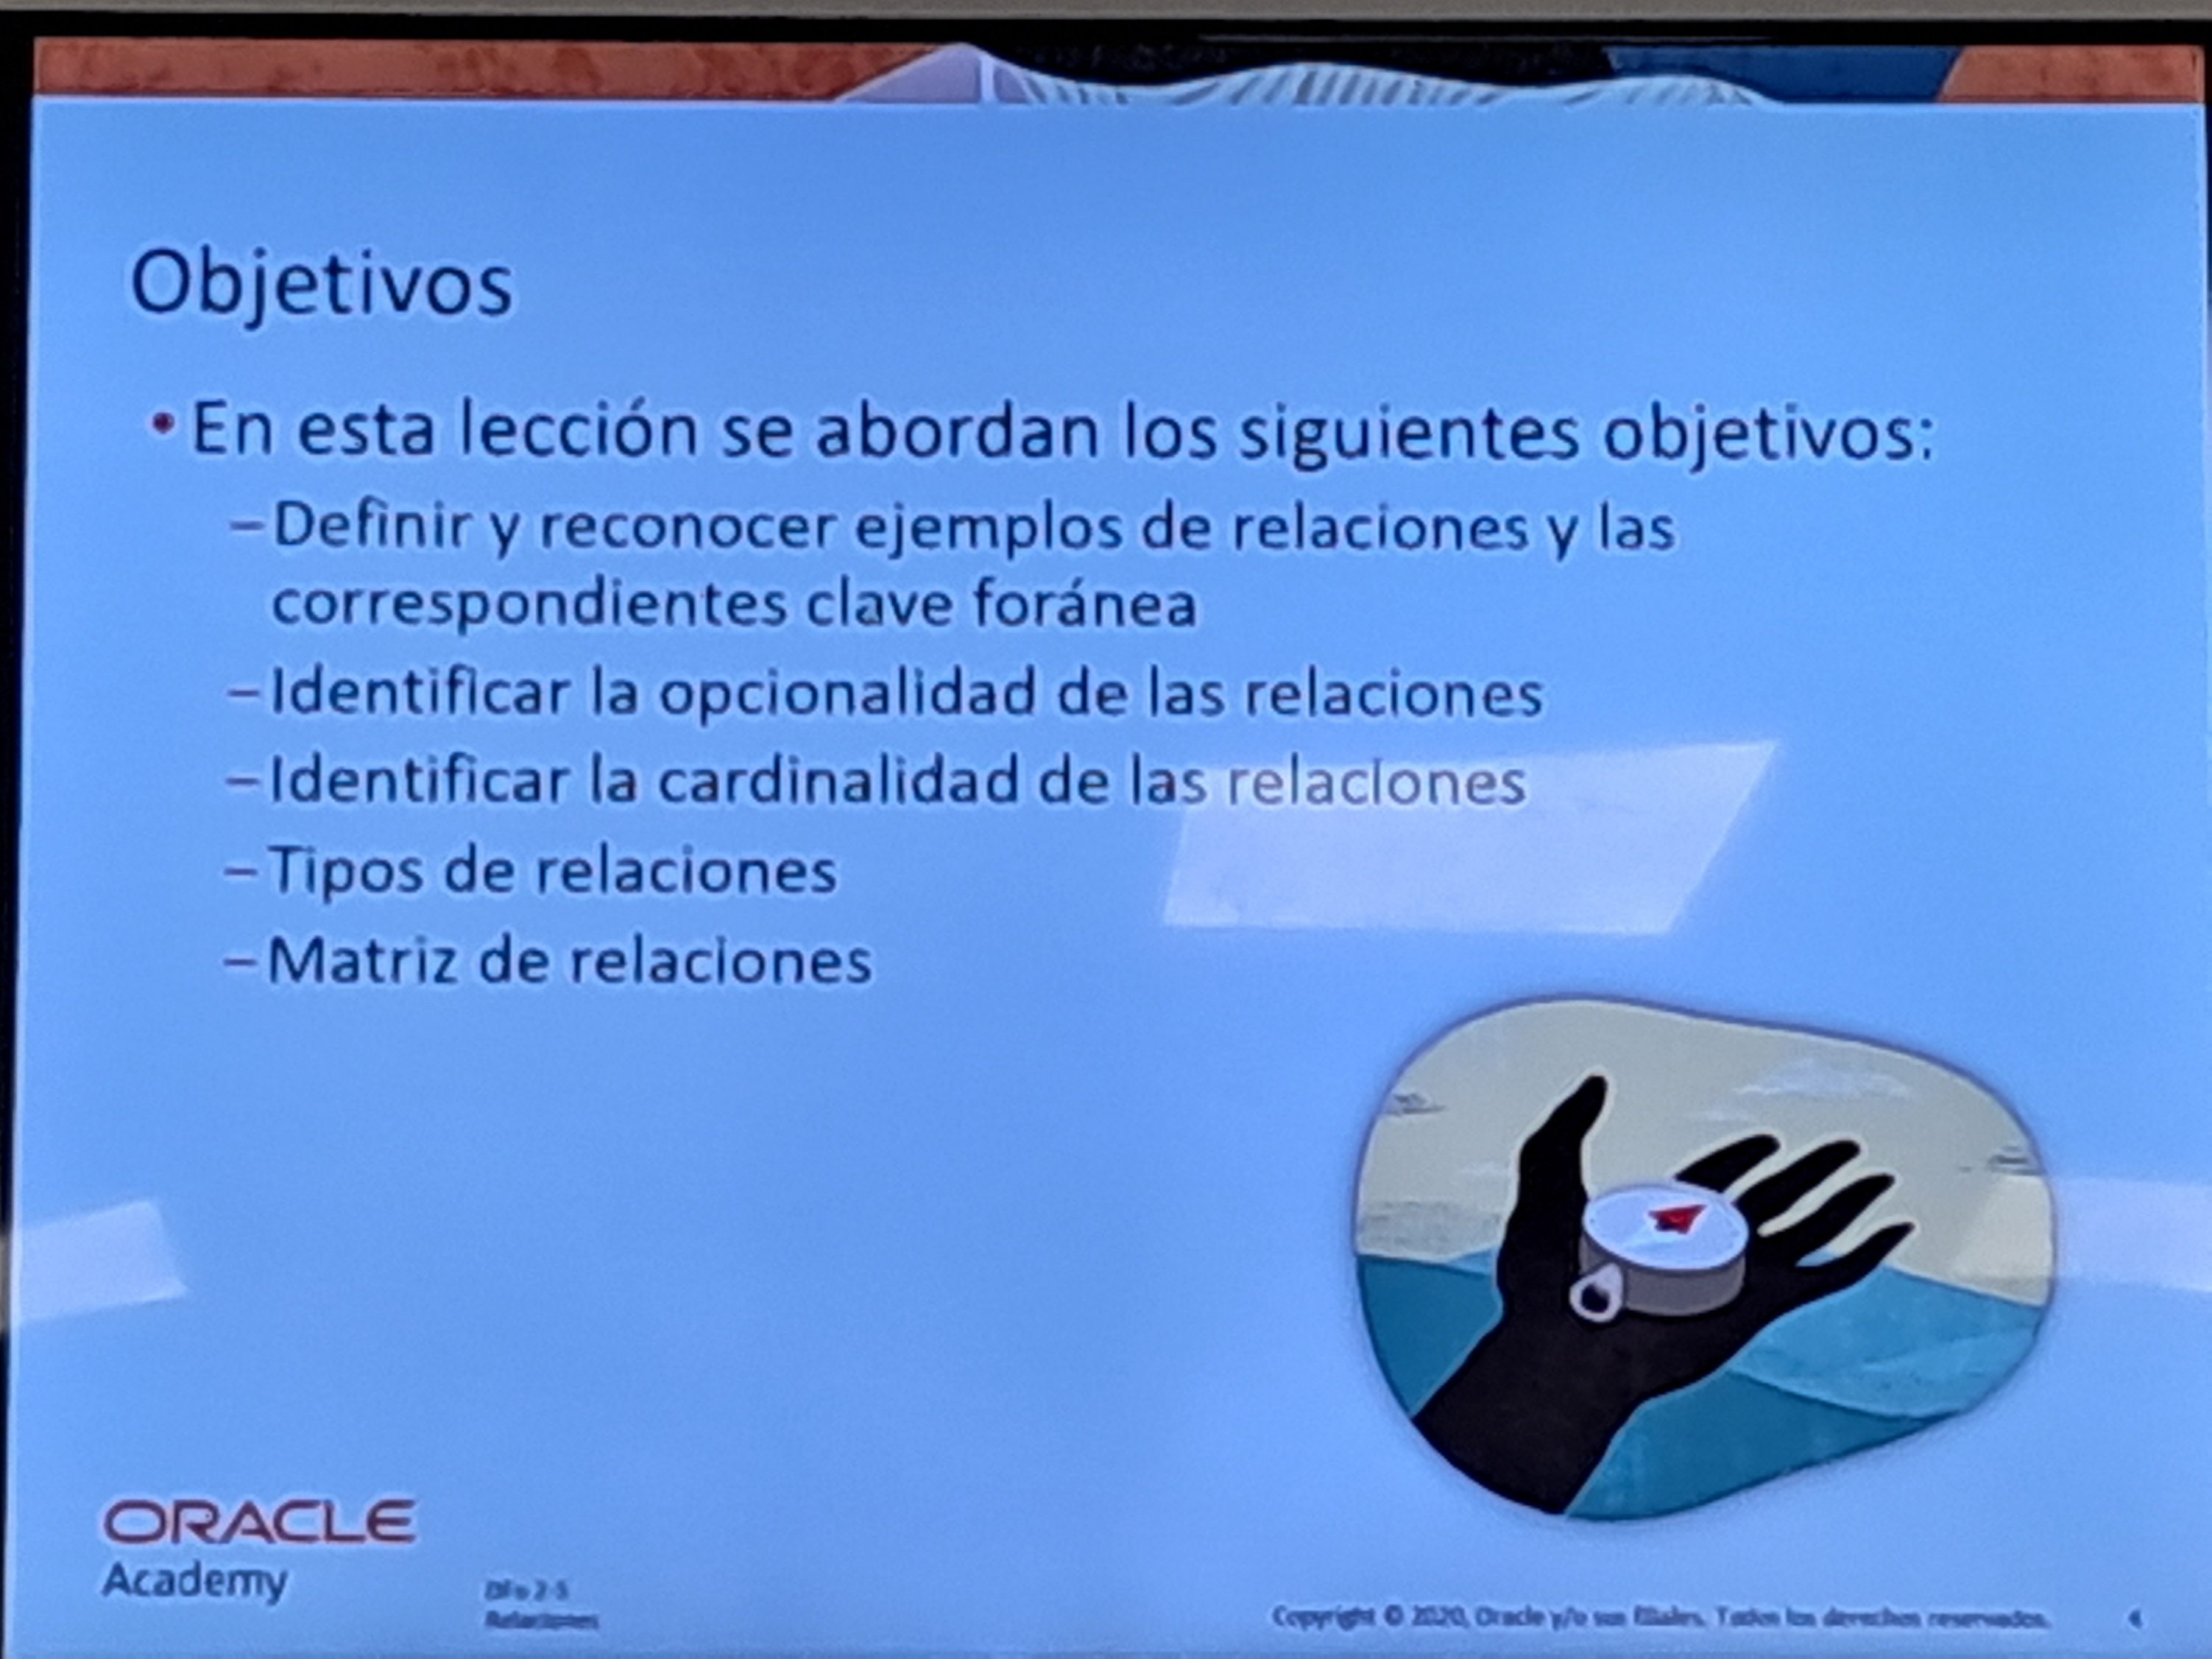 Objetivos
• En esta lección se abordan los siguientes objetivos:
– Definir y reconocer ejemplos de relaciones y las
correspondientes clave foránea
– Identificar la opcionalidad de las relaciones
– Identificar la cardinalidad de las relaciones
– Tipos de relaciones
– Matriz de relaciones
ORACLE
Academy
2-5
Relaciones
Copyright © 2020, Oracle y/o sus filiales. Todos los derechos reservados.